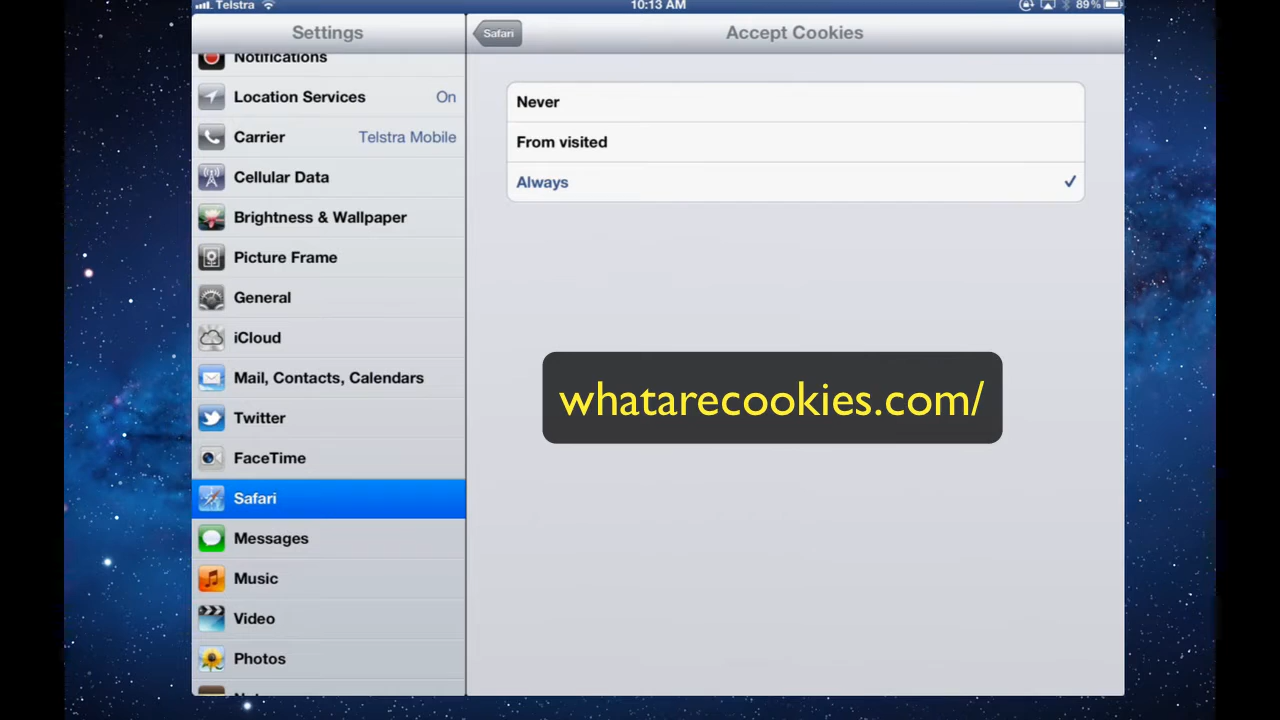 Telstra 10:13 AM 89%
Settings
Safari
Accept Cookies
Notifications
Location Services On
Carrier Telstra Mobile
Cellular Data
Brightness & Wallpaper
Picture Frame
General
iCloud
Mail, Contacts, Calendars
Twitter
FaceTime
Safari
Messages
Music
Video
Photos
Never
From visited
Always
whatarecookies.com/